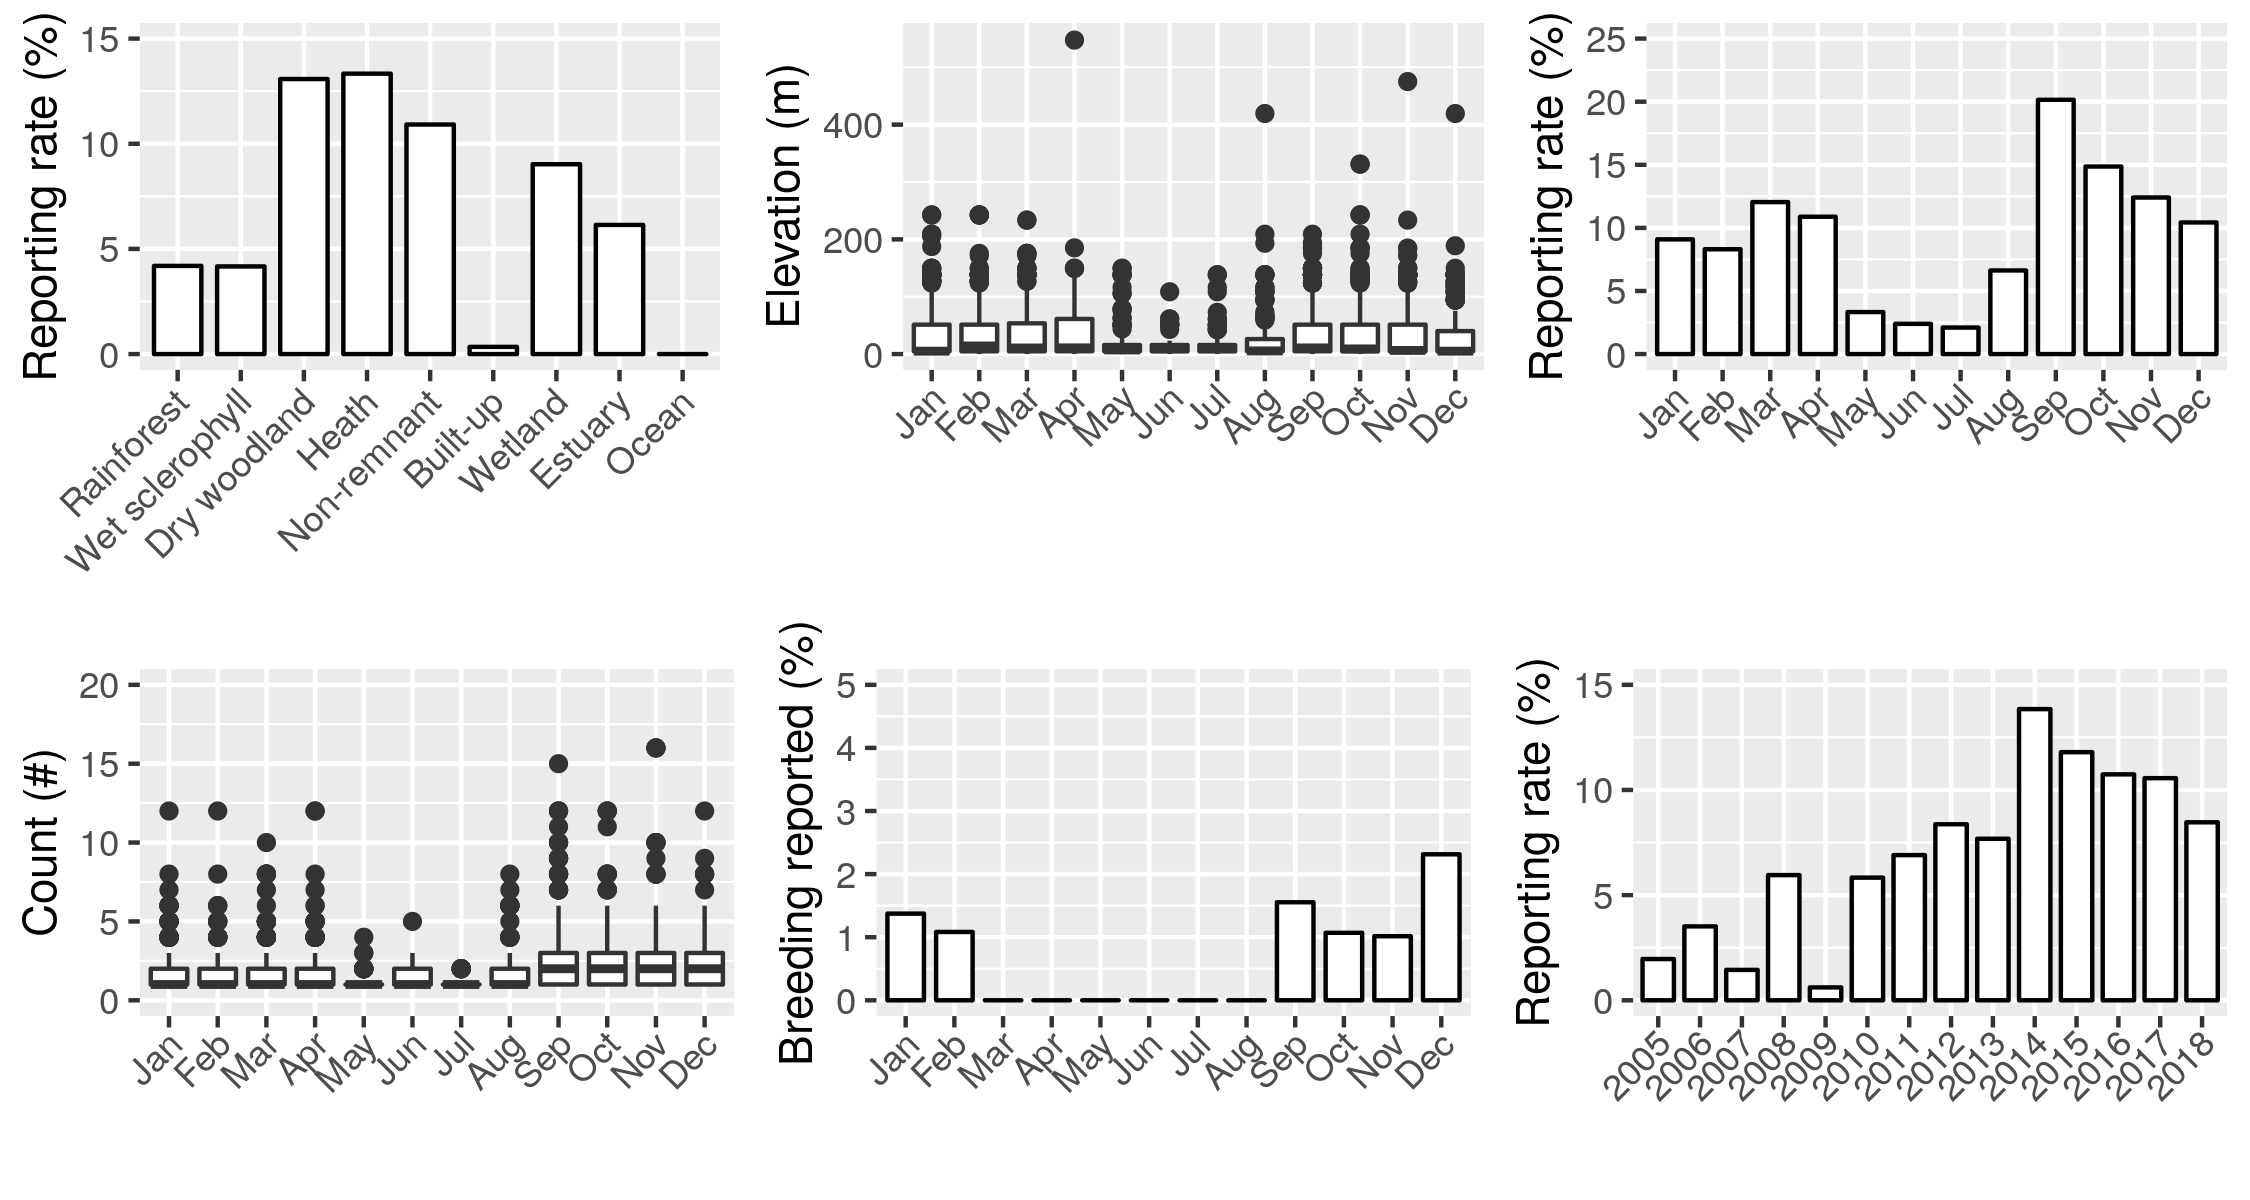 Reporting rate (%)
15
10
5
0
Rainforest
Wet sclerophyll
Dry woodland
Heath
Non-remnant
Built-up
Wetland
Estuary
Ocean
Elevation (m)
400
200
0
Jan
Feb
Mar
Apr
May
Jun
Jul
Aug
Sep
Oct
Nov
Dec
Reporting rate (%)
25
20
15
10
5
0
Jan
Feb
Mar
Apr
May
Jun
Jul
Aug
Sep
Oct
Nov
Dec
Count (#)
20
15
10
5
0
Jan
Feb
Mar
Apr
May
Jun
Jul
Aug
Sep
Oct
Nov
Dec
Breeding reported (%)
5
4
3
2
1
0
Jan
Feb
Mar
Apr
May
Jun
Jul
Aug
Sep
Oct
Nov
Dec
Reporting rate (%)
15
10
5
0
2005
2006
2007
2008
2009
2010
2011
2012
2013
2014
2015
2016
2017
2018